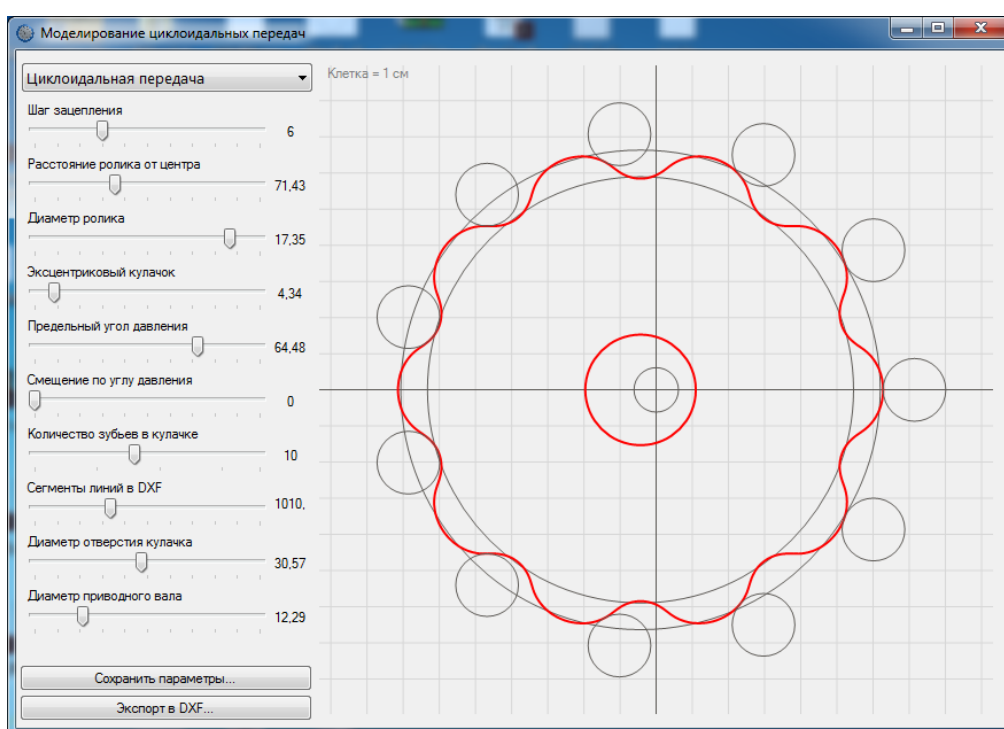 Моделирование циклоидальных передач
Циклоидальная передача
Клетка = 1 см
Шаг зацепления
6
Расстояние ролика от центра
71,43
Диаметр ролика
17,35
Эксцентриковый кулачок
4,34
Предельный угол давления
64,48
Смещение по углу давления
0
Количество зубьев в кулачке
10
Сегменты линий в DXF
1010,
Диаметр отверстия кулачка
30,57
Диаметр приводного вала
12,29
Сохранить параметры...
Экспорт в DXF...